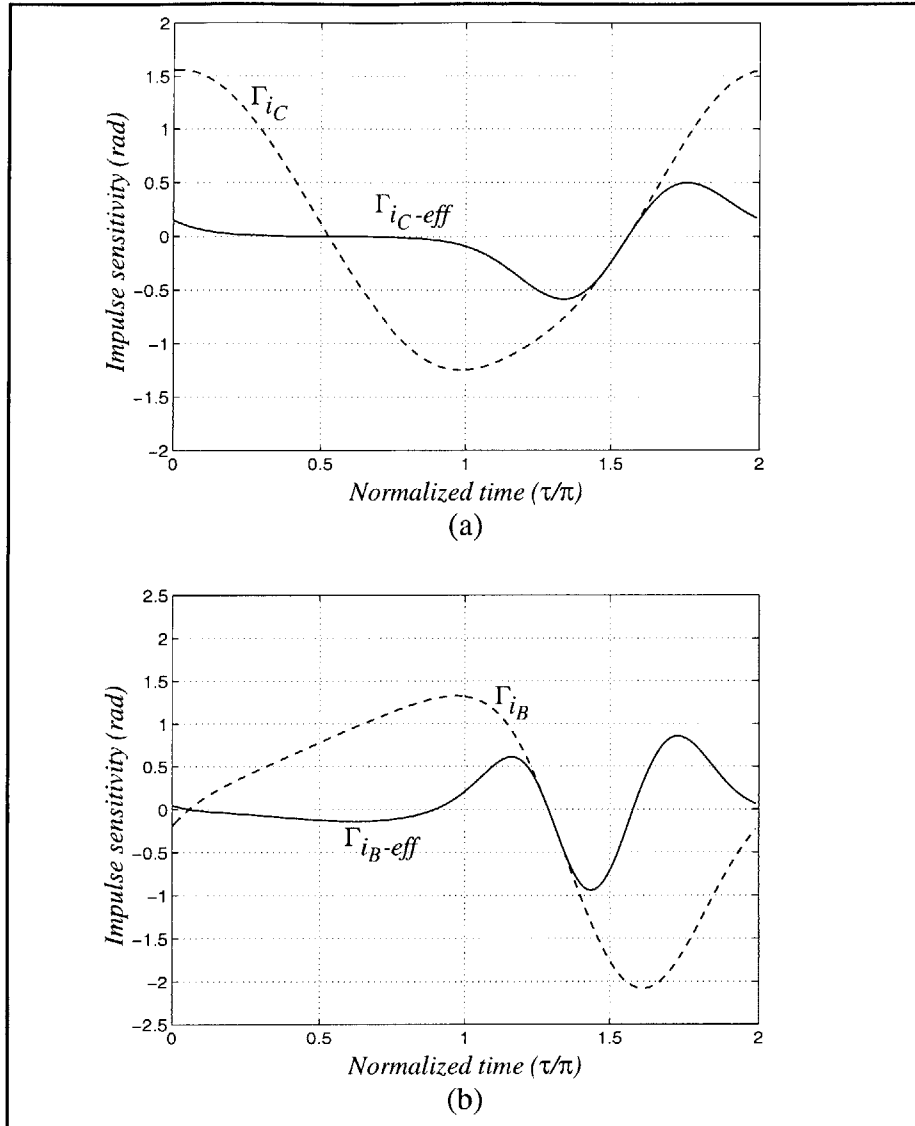 2
1.5
1
0.5
0
−0.5
−1
−1.5
−2
Impulse sensitivity (rad)
Γ_{i_C}
Γ_{i_C-eff}
0 0.5 1 1.5 2
Normalized time (τ/π)
(a)
2.5
2
1.5
1
0.5
0
−0.5
−1
−1.5
−2
−2.5
Impulse sensitivity (rad)
Γ_{i_B}
Γ_{i_B-eff}
0 0.5 1 1.5 2
Normalized time (τ/π)
(b)